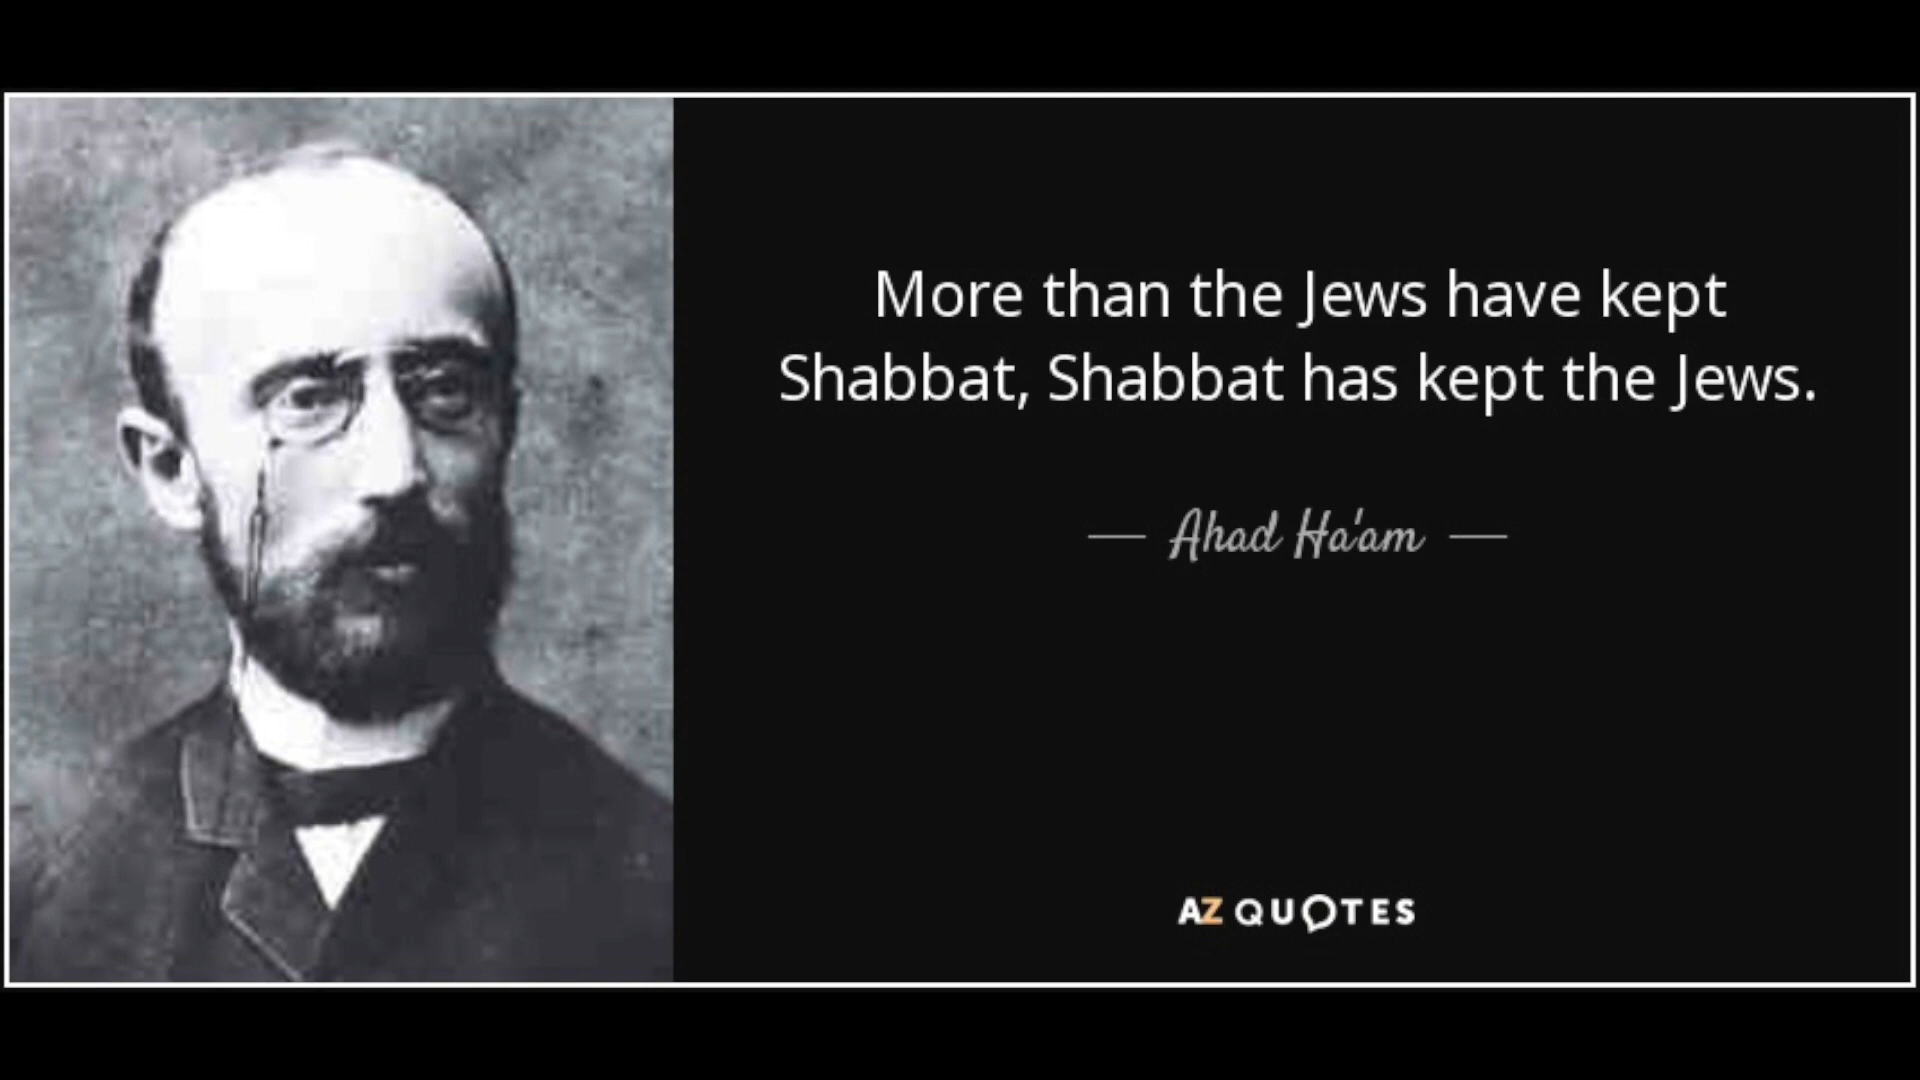 More than the Jews have kept
Shabbat, Shabbat has kept the Jews.
— Ahad Ha'am —
AZ QUOTES